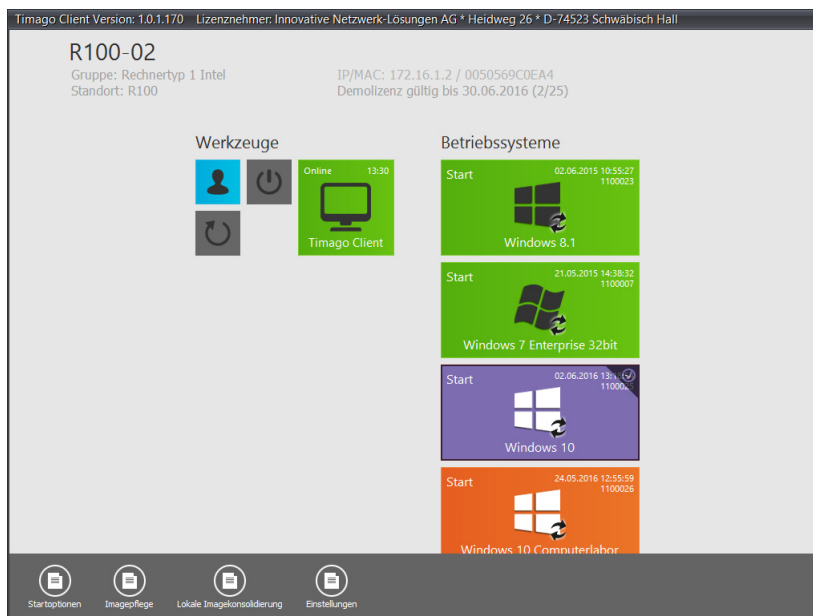 Timago Client Version: 1.0.1.170 Lizenznehmer: Innovative Netzwerk-Lösungen AG * Heidweg 26 * D-74523 Schwäbisch Hall
R100-02
Gruppe: Rechnertyp 1 Intel
Standort: R100
IP/MAC: 172.16.1.2 / 0050569C0EA4
Demolizenz gültig bis 30.06.2016 (2/25)
Werkzeuge
Online 13:30
Timago Client
Betriebssysteme
Start 02.06.2015 10:55:27
1100023
Windows 8.1
Start 21.05.2015 14:38:32
1100007
Windows 7 Enterprise 32bit
Start 02.06.2016
Windows 10
Start 24.05.2016 12:55:59
1100026
Windows 10 Computerlabor
Startoptionen
Imagepflege
Lokale Imagekonsolidierung
Einstellungen